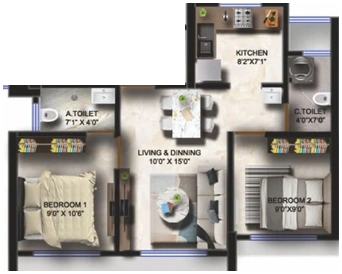 KITCHEN
8'2"X7'1"
A.TOILET
7'1" X 4'0"
C.TOILET
4'0"X7'0"
LIVING & DINNING
10'0" X 15'0"
BEDROOM 1
9'0" X 10'6"
BEDROOM 2
9'0"X9'0"